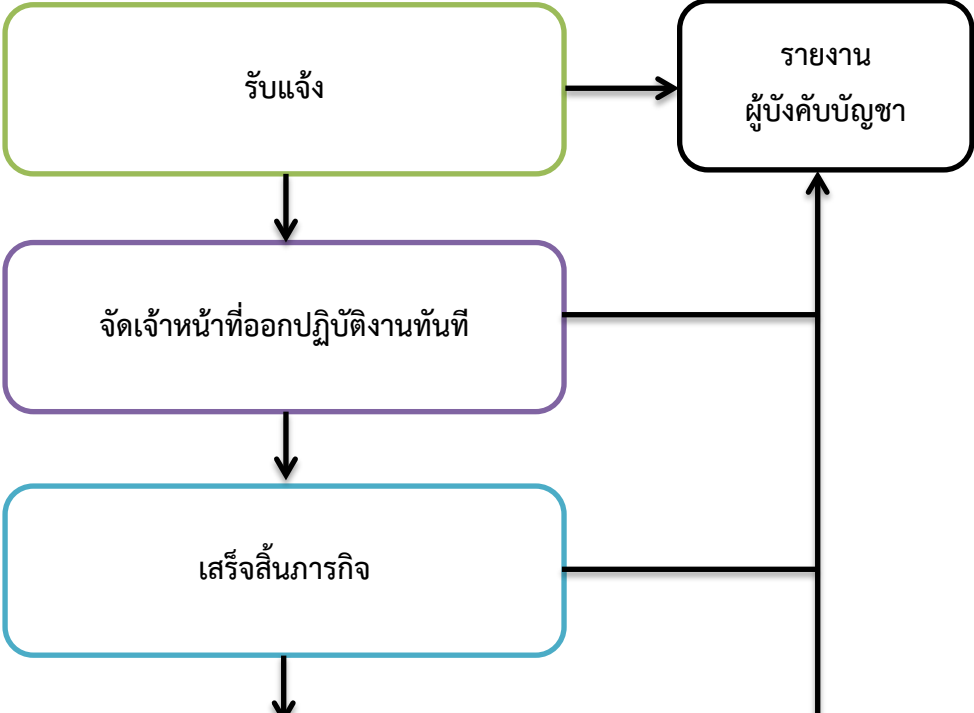 รับแจ้ง
รายงาน
ผู้บังคับบัญชา
จัดเจ้าหน้าที่ออกปฏิบัติงานทันที
เสร็จสิ้นภารกิจ